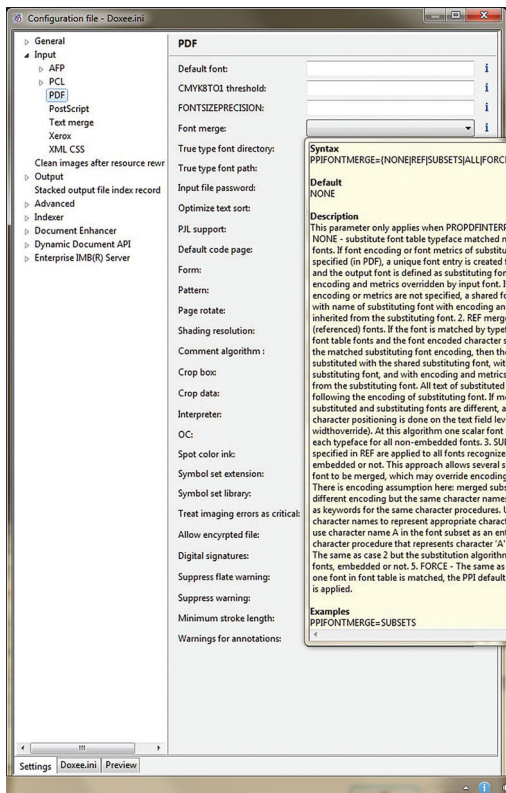 Configuration file - Doxee.ini
General
Input
AFP
PCL
PDF
PostScript
Text merge
Xerox
XML CSS
Clean images after resource rewr
Output
Stacked output file index record
Advanced
Indexer
Document Enhancer
Dynamic Document API
Enterprise IMB(R) Server
PDF
Default font:
CMYK8TO1 threshold:
FONTSIZEPRECISION:
Font merge:
True type font directory:
True type font path:
Input file password:
Optimize text sort:
PJL support:
Default code page:
Form:
Pattern:
Page rotate:
Shading resolution:
Comment algorithm :
Crop box:
Crop data:
Interpreter:
OC:
Spot color ink:
Symbol set extension:
Symbol set library:
Treat imaging errors as critical:
Allow encyrpted file:
Digital signatures:
Suppress flate warning:
Suppress warning:
Minimum stroke length:
Warnings for annotations:
Syntax
PPIFONTMERGE={NONE|REF|SUBSETS|ALL|FORCE
Default
NONE
Description
This parameter only applies when PROPDFINTERP
NONE - substitute font table typeface matched n
fonts. If font encoding or font metrics of substitu
specified (in PDF), a unique font entry is created f
and the output font is defined as substituting for
encoding and metrics overridden by input font. I
encoding or metrics are not specified, a shared fo
with name of substituting font with encoding an
inherited from the substituting font. 2. REF merge
(referenced) fonts. If the font is matched by typef
font table fonts and the font encoded character s
the matched substituting font encoding, then the
substituted with the shared substituting font, wit
substituting font, and with encoding and metrics
from the substituting font. All text of substituted
following the encoding of substituting font. If me
substituted and substituting fonts are different, a
character positioning is done on the text field lev
widthoverride). At this algorithm one scalar font
each typeface for all non-embedded fonts. 3. SUB
specified in REF are applied to all fonts recognize
embedded or not. This approach allows several s
font to be merged, which may override encoding
There is encoding assumption here: merged subs
different encoding but the same character names
as keywords for the same character procedures. U
character names to represent appropriate charact
use character name A in the font subset as an ent
character procedure that represents character 'A'
The same as case 2 but the substitution algorithn
fonts, embedded or not. 5. FORCE - The same as
one font in font table is matched, the PPI default
is applied.
Examples
PPIFONTMERGE=SUBSETS
Settings Doxee.ini Preview